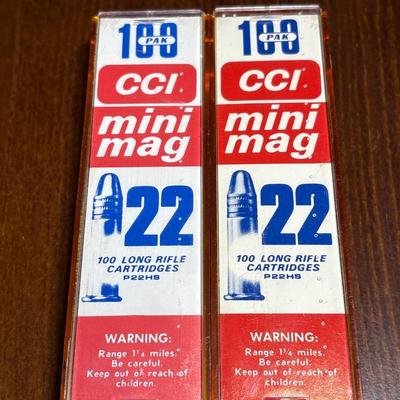 100
PAK
CCI
mini
mag
22
100 LONG RIFLE
CARTRIDGES
P22HS
WARNING:
Range 1¼ miles.
Be careful.
Keep out of reach of
children.
100
PAK
CCI
mini
mag
22
100 LONG RIFLE
CARTRIDGES
P22HS
WARNING:
Range 1¼ miles.
Be careful.
Keep out of reach of
children.